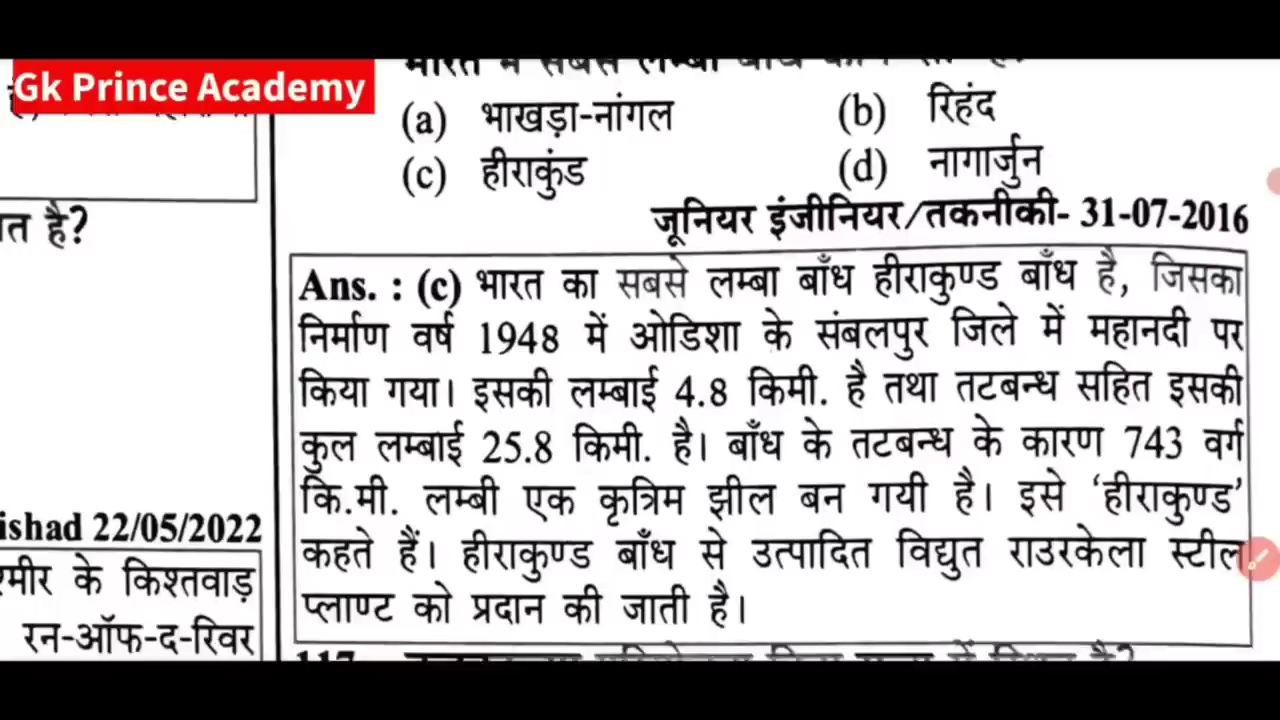 Gk Prince Academy
(a) भाखड़ा-नांगल (b) रिहंद
(c) हीराकुंड (d) नागार्जुन
जूनियर इंजीनियर/तकनीकी- 31-07-2016
त है?
Ans. : (c) भारत का सबसे लम्बा बाँध हीराकुण्ड बाँध है, जिसका
निर्माण वर्ष 1948 में ओडिशा के संबलपुर जिले में महानदी पर
किया गया। इसकी लम्बाई 4.8 किमी. है तथा तटबन्ध सहित इसकी
कुल लम्बाई 25.8 किमी. है। बाँध के तटबन्ध के कारण 743 वर्ग
कि.मी. लम्बी एक कृत्रिम झील बन गयी है। इसे ‘हीराकुण्ड’
कहते हैं। हीराकुण्ड बाँध से उत्पादित विद्युत राउरकेला स्टील
प्लाण्ट को प्रदान की जाती है।
ishad 22/05/2022
मीर के किश्तवाड़
रन-ऑफ-द-रिवर